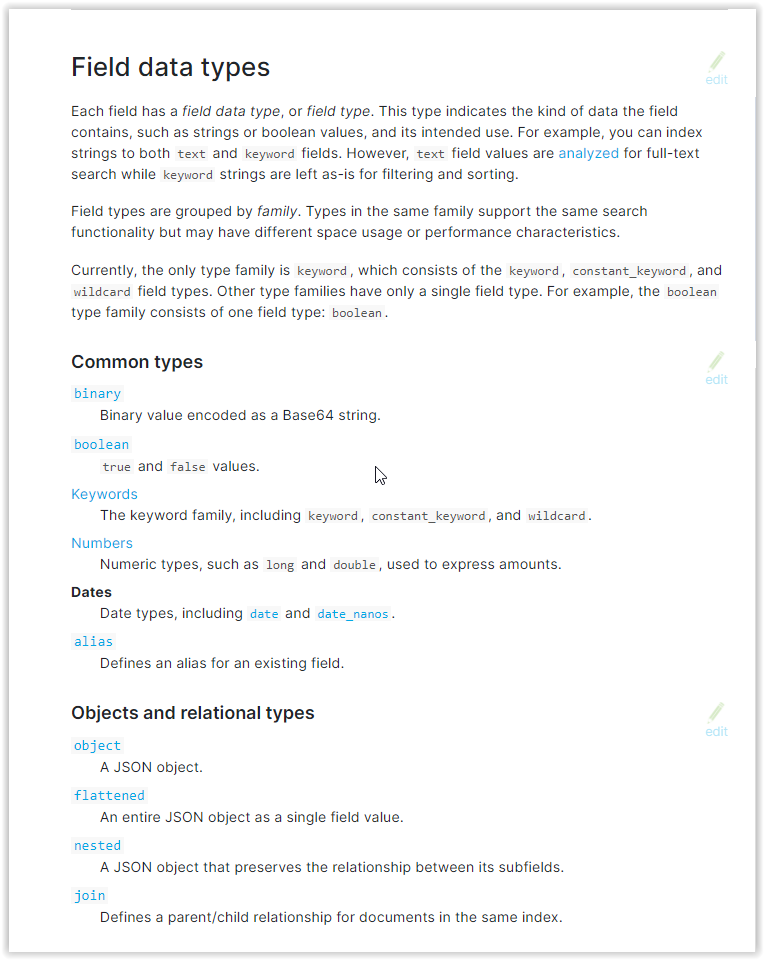 Field data types
edit
Each field has a field data type, or field type. This type indicates the kind of data the field
contains, such as strings or boolean values, and its intended use. For example, you can index
strings to both text and keyword fields. However, text field values are analyzed for full-text
search while keyword strings are left as-is for filtering and sorting.
Field types are grouped by family. Types in the same family support the same search
functionality but may have different space usage or performance characteristics.
Currently, the only type family is keyword, which consists of the keyword, constant_keyword, and
wildcard field types. Other type families have only a single field type. For example, the boolean
type family consists of one field type: boolean.
Common types
edit
binary
Binary value encoded as a Base64 string.
boolean
true and false values.
Keywords
The keyword family, including keyword, constant_keyword, and wildcard.
Numbers
Numeric types, such as long and double, used to express amounts.
Dates
Date types, including date and date_nanos.
alias
Defines an alias for an existing field.
Objects and relational types
edit
object
A JSON object.
flattened
An entire JSON object as a single field value.
nested
A JSON object that preserves the relationship between its subfields.
join
Defines a parent/child relationship for documents in the same index.